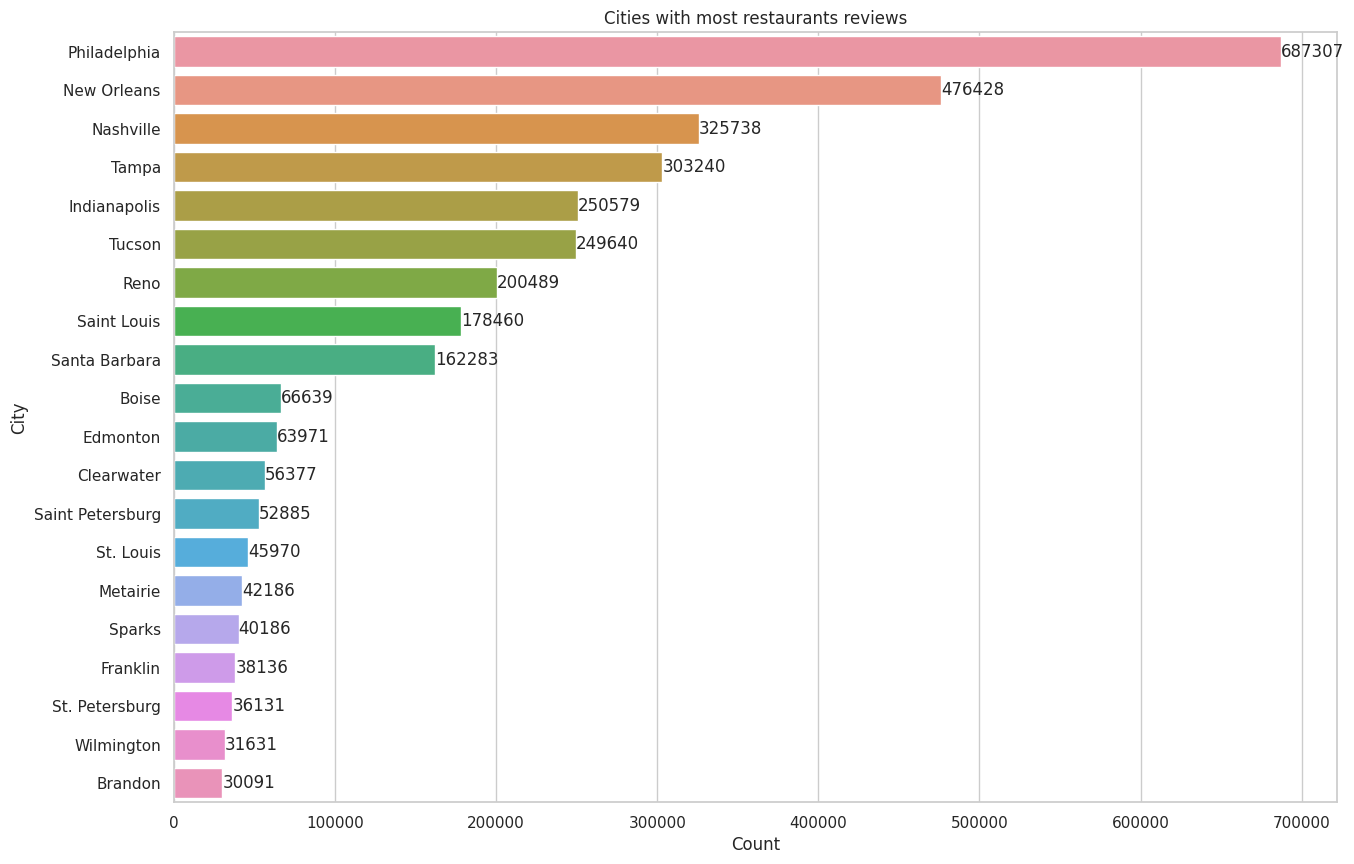 Cities with most restaurants reviews
Philadelphia 687307
New Orleans 476428
Nashville 325738
Tampa 303240
Indianapolis 250579
Tucson 249640
Reno 200489
Saint Louis 178460
Santa Barbara 162283
Boise 66639
Edmonton 63971
Clearwater 56377
Saint Petersburg 52885
St. Louis 45970
Metairie 42186
Sparks 40186
Franklin 38136
St. Petersburg 36131
Wilmington 31631
Brandon 30091
City
0 100000 200000 300000 400000 500000 600000 700000
Count